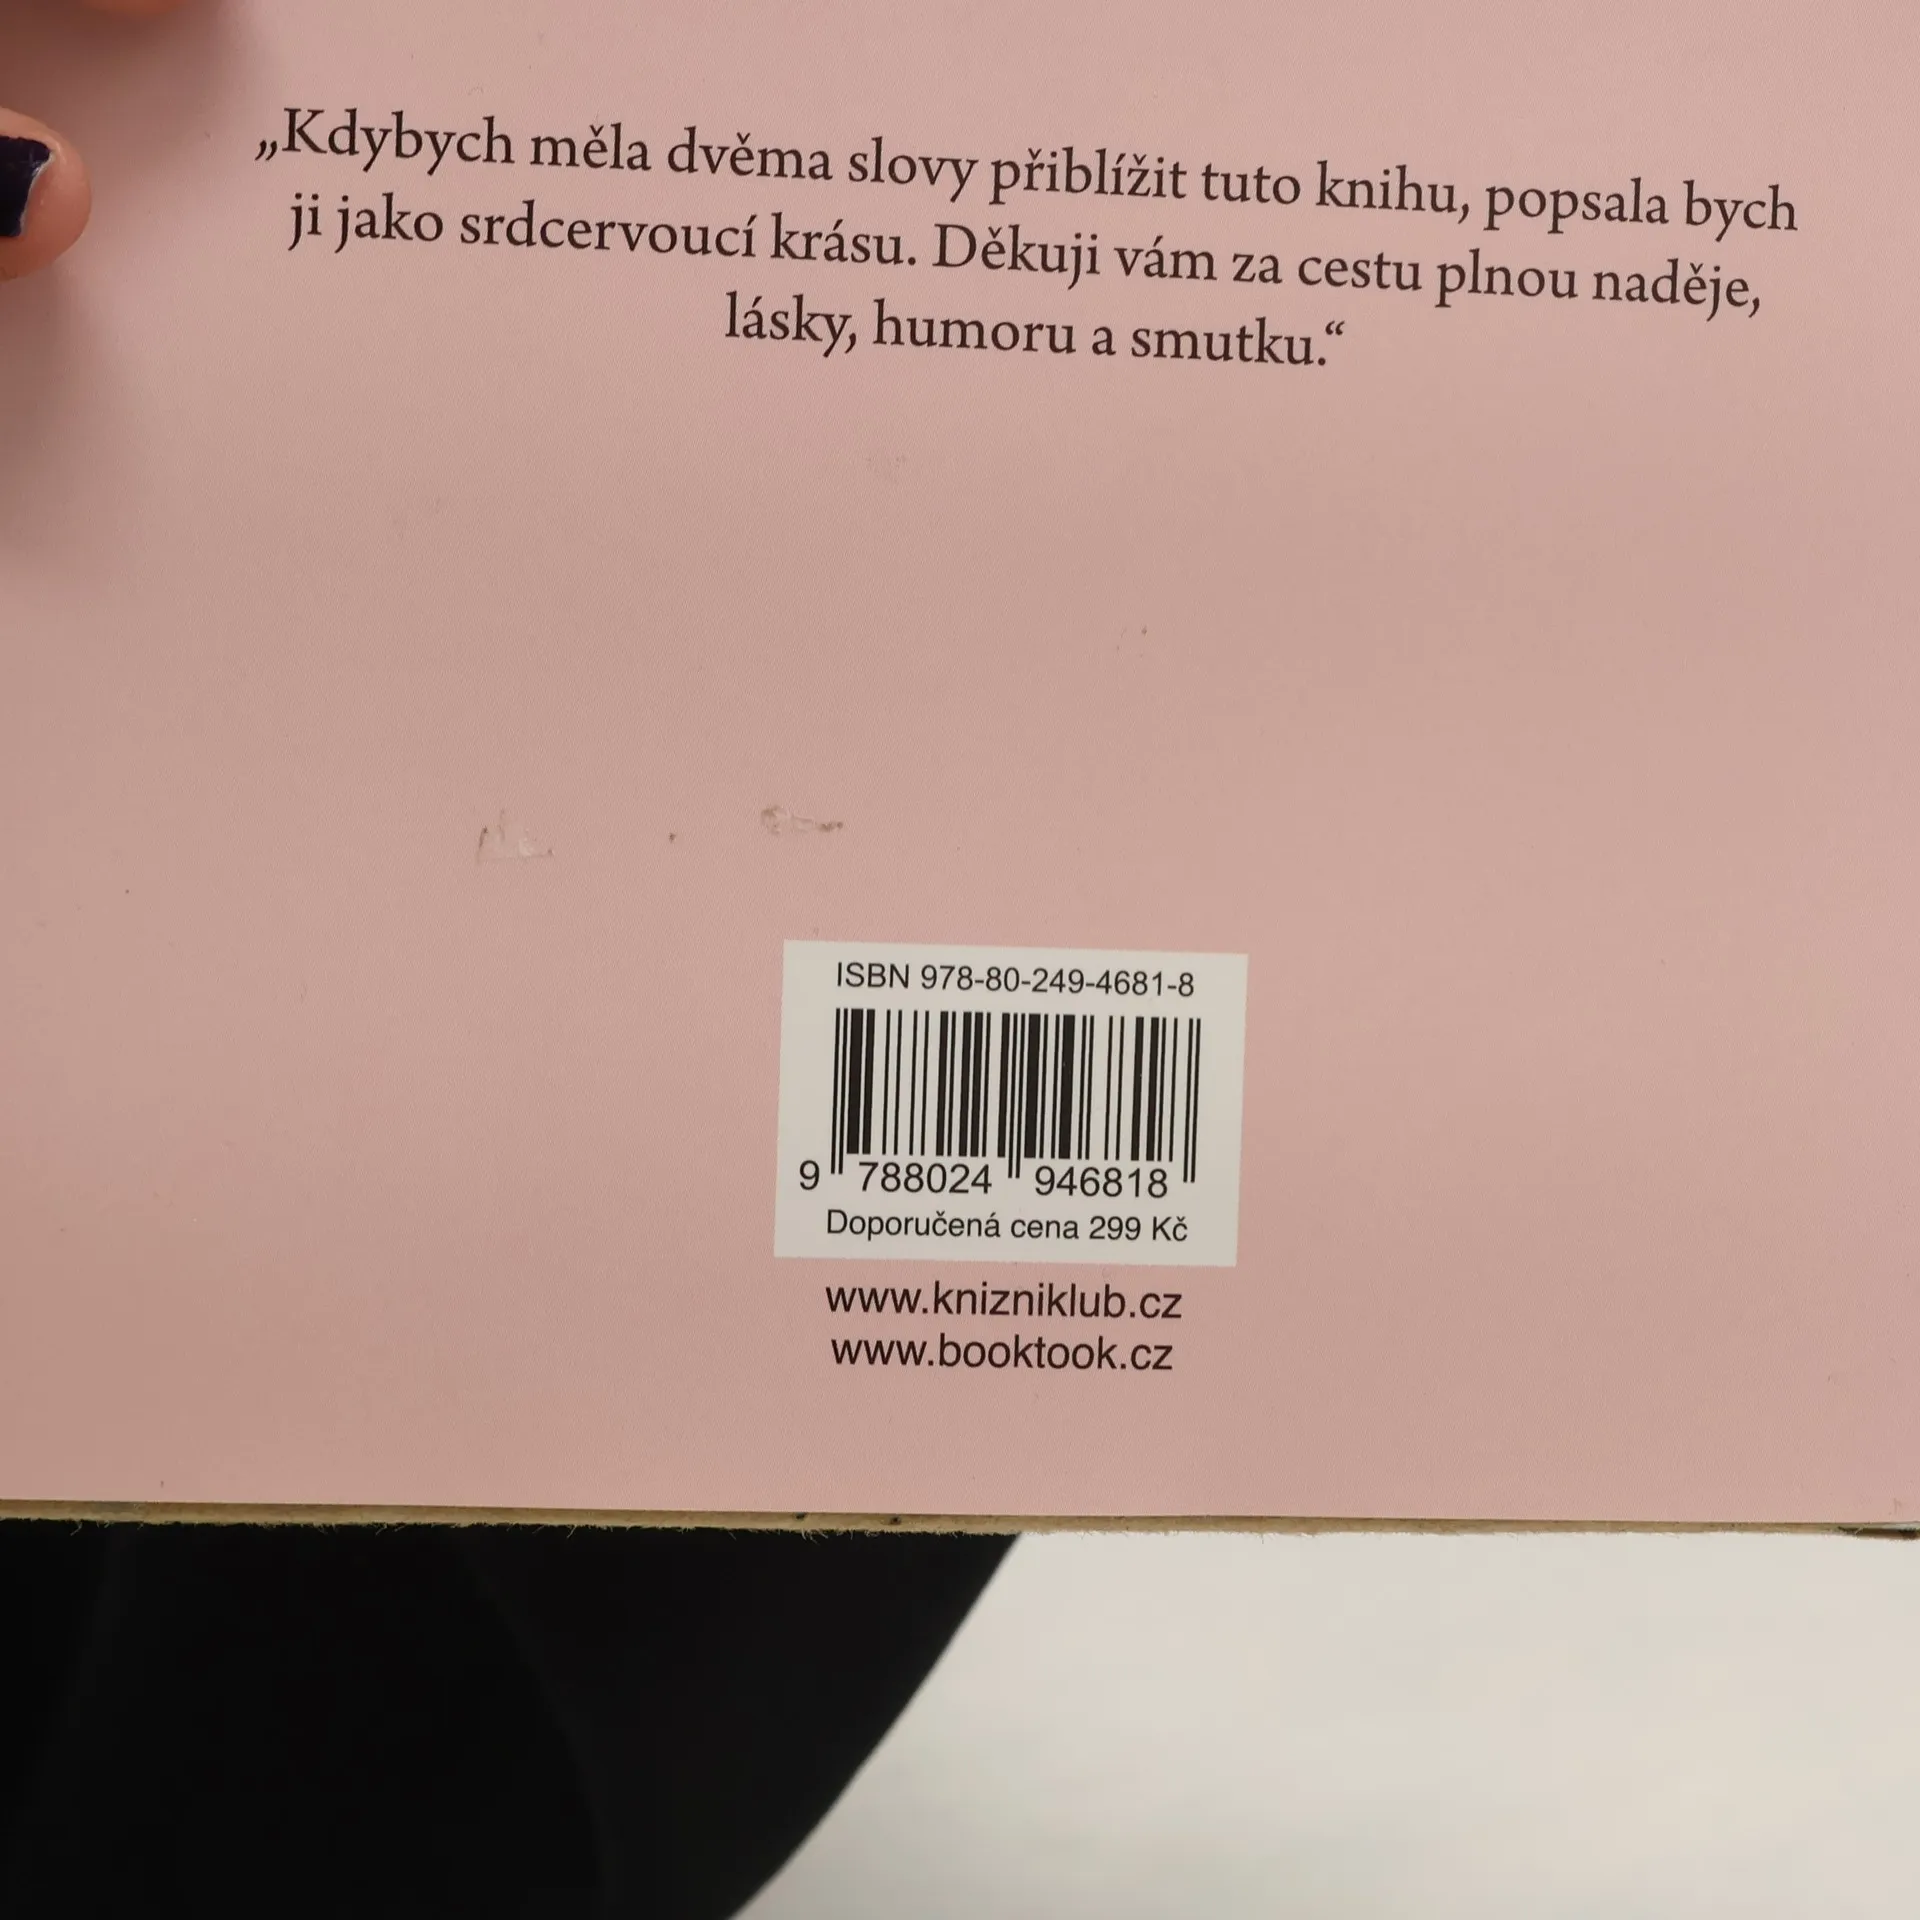 „Kdybych měla dvěma slovy přiblížit tuto knihu, popsala bych
ji jako srdcervoucí krásu. Děkuji vám za cestu plnou naděje,
lásky, humoru a smutku.“
ISBN 978-80-249-4681-8
9 788024 946818
Doporučená cena 299 Kč
www.knizniklub.cz
www.booktook.cz